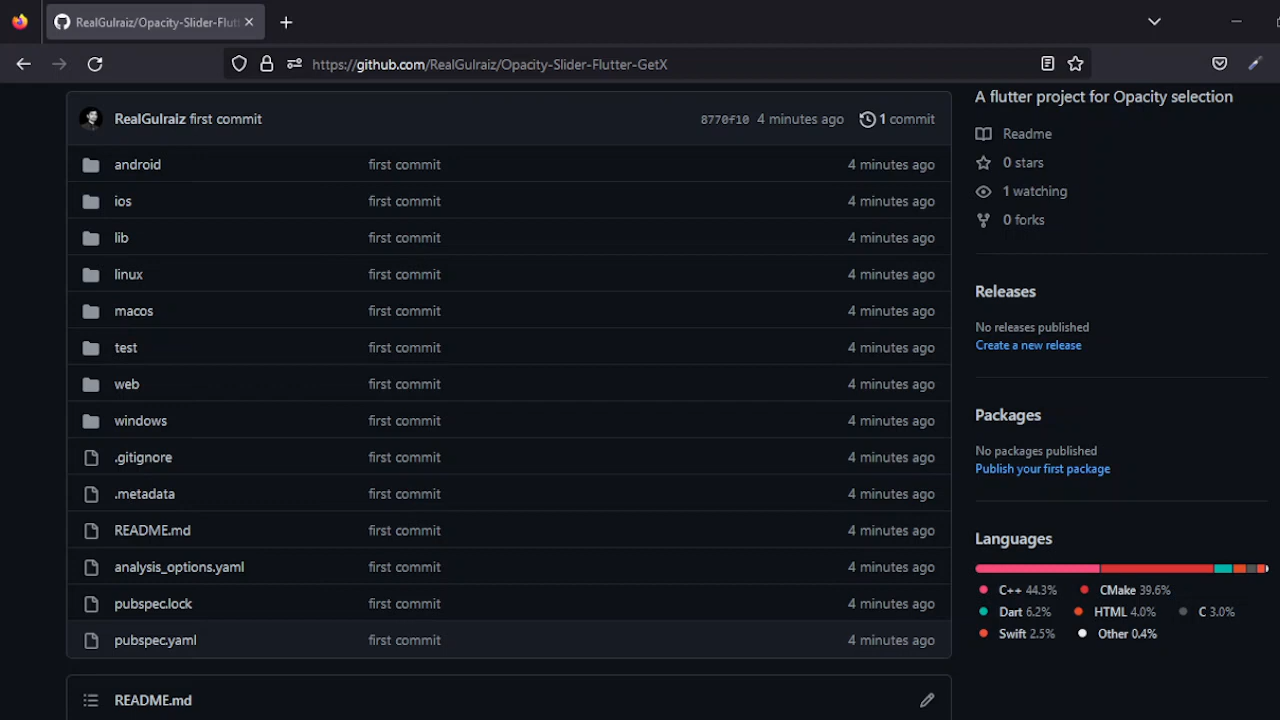 RealGulraiz/Opacity-Slider-Flutt
https://github.com/RealGulraiz/Opacity-Slider-Flutter-GetX
RealGulraiz first commit 8770f10 4 minutes ago 1 commit
android first commit 4 minutes ago
ios first commit 4 minutes ago
lib first commit 4 minutes ago
linux first commit 4 minutes ago
macos first commit 4 minutes ago
test first commit 4 minutes ago
web first commit 4 minutes ago
windows first commit 4 minutes ago
.gitignore first commit 4 minutes ago
.metadata first commit 4 minutes ago
README.md first commit 4 minutes ago
analysis_options.yaml first commit 4 minutes ago
pubspec.lock first commit 4 minutes ago
pubspec.yaml first commit 4 minutes ago
README.md
A flutter project for Opacity selection
Readme
0 stars
1 watching
0 forks
Releases
No releases published
Create a new release
Packages
No packages published
Publish your first package
Languages
C++ 44.3% CMake 39.6%
Dart 6.2% HTML 4.0% C 3.0%
Swift 2.5% Other 0.4%